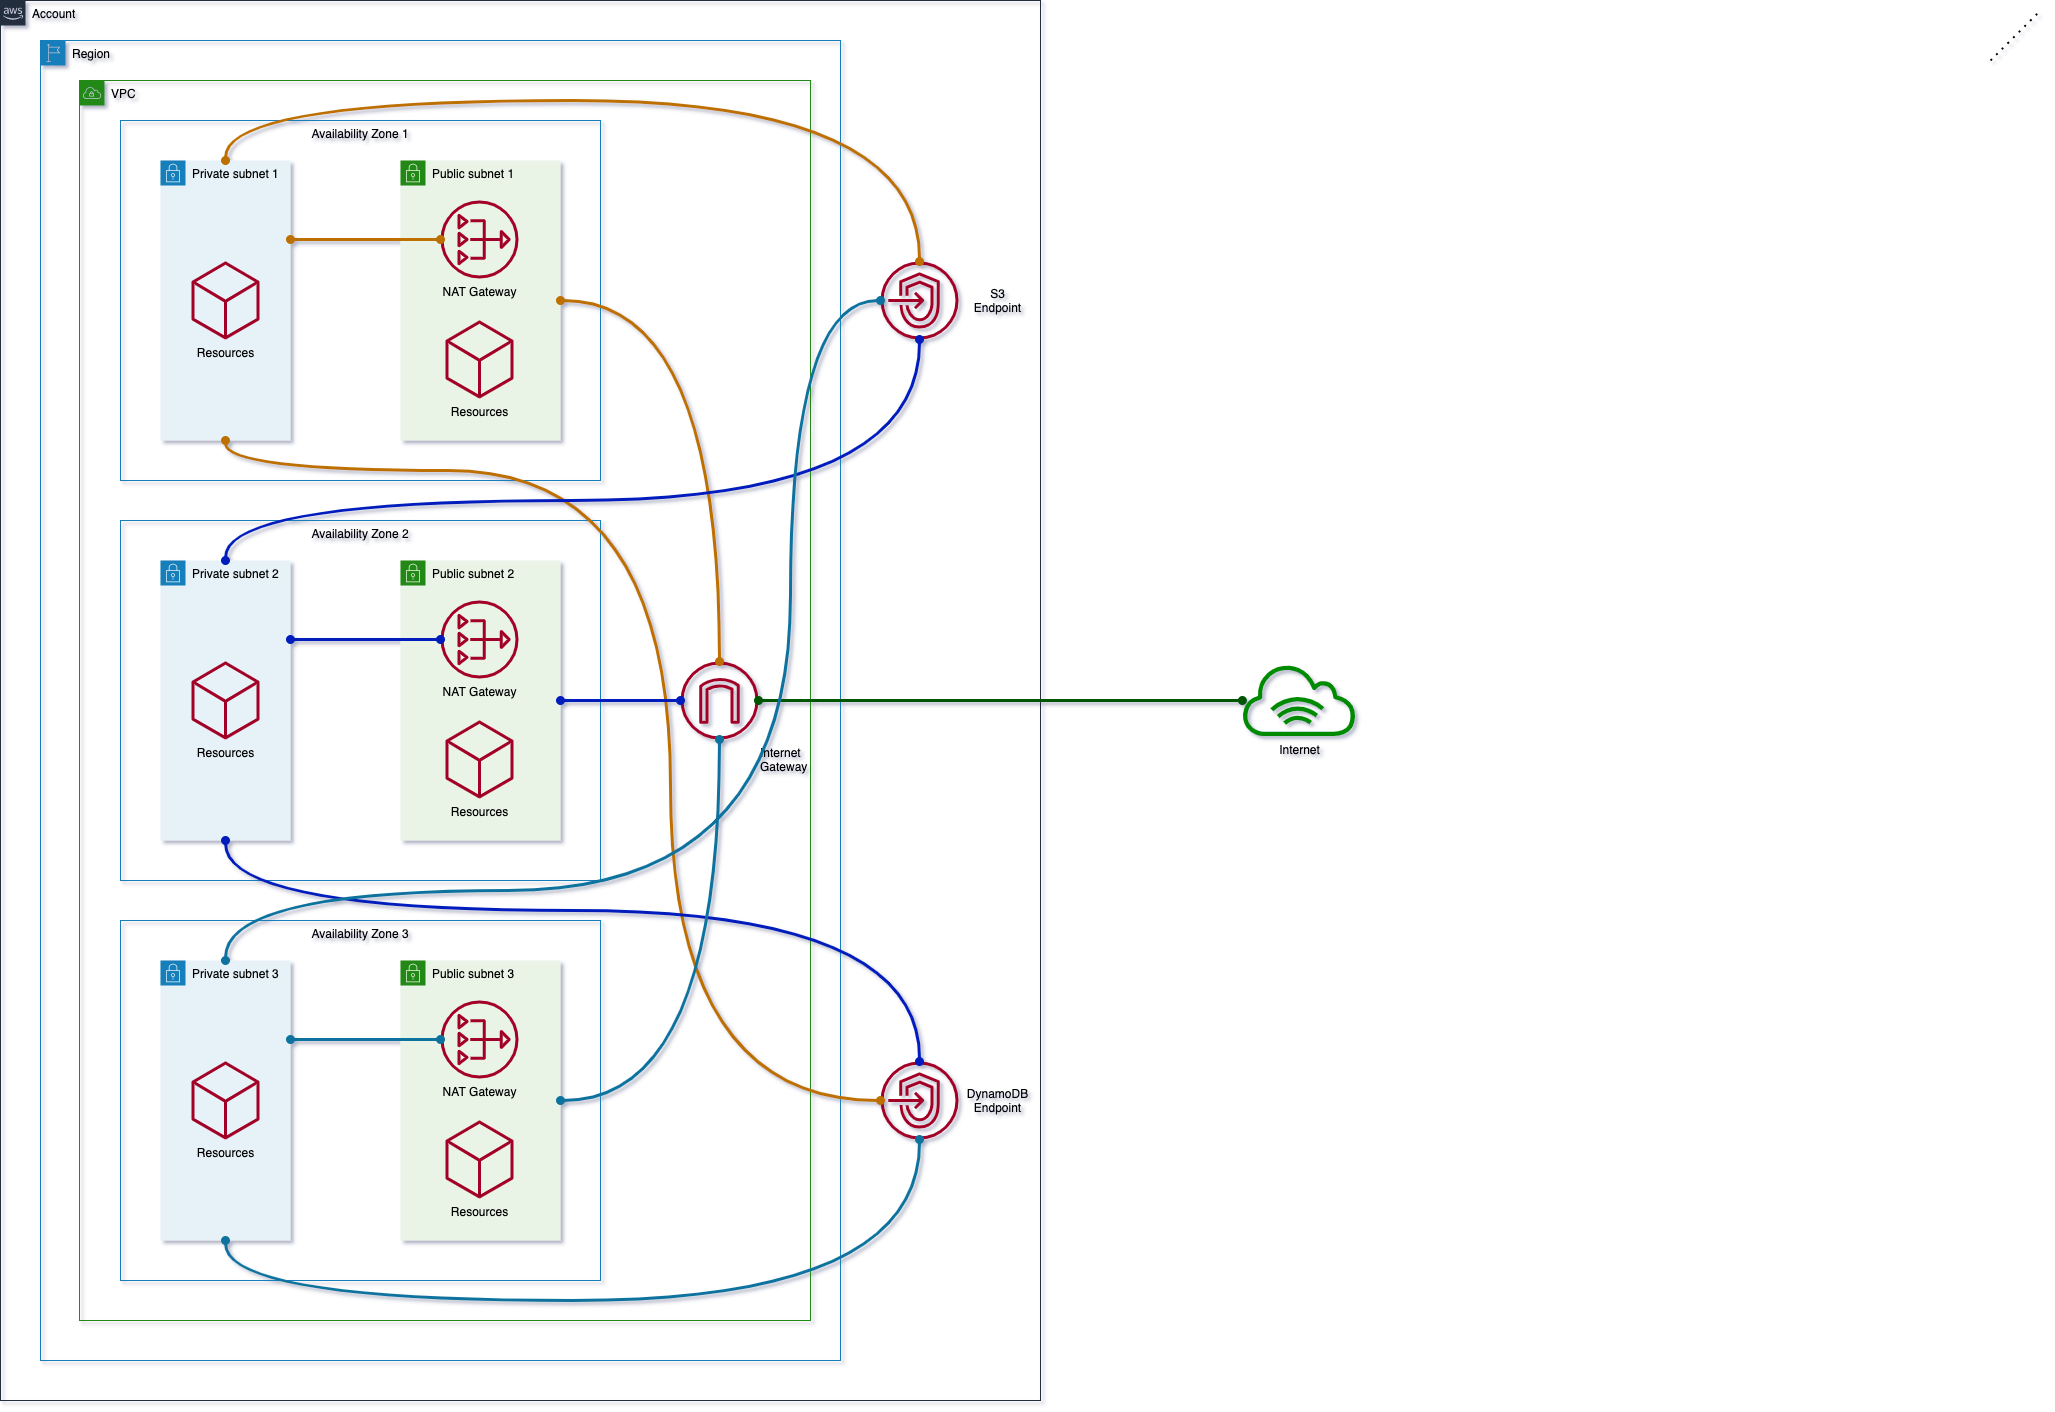 aws
Account
Region
VPC
Availability Zone 1
Private subnet 1
Public subnet 1
NAT Gateway
Resources
Resources
S3
Endpoint
Availability Zone 2
Private subnet 2
Public subnet 2
NAT Gateway
Resources
Resources
Internet
Gateway
Internet
Availability Zone 3
Private subnet 3
Public subnet 3
NAT Gateway
Resources
Resources
DynamoDB
Endpoint